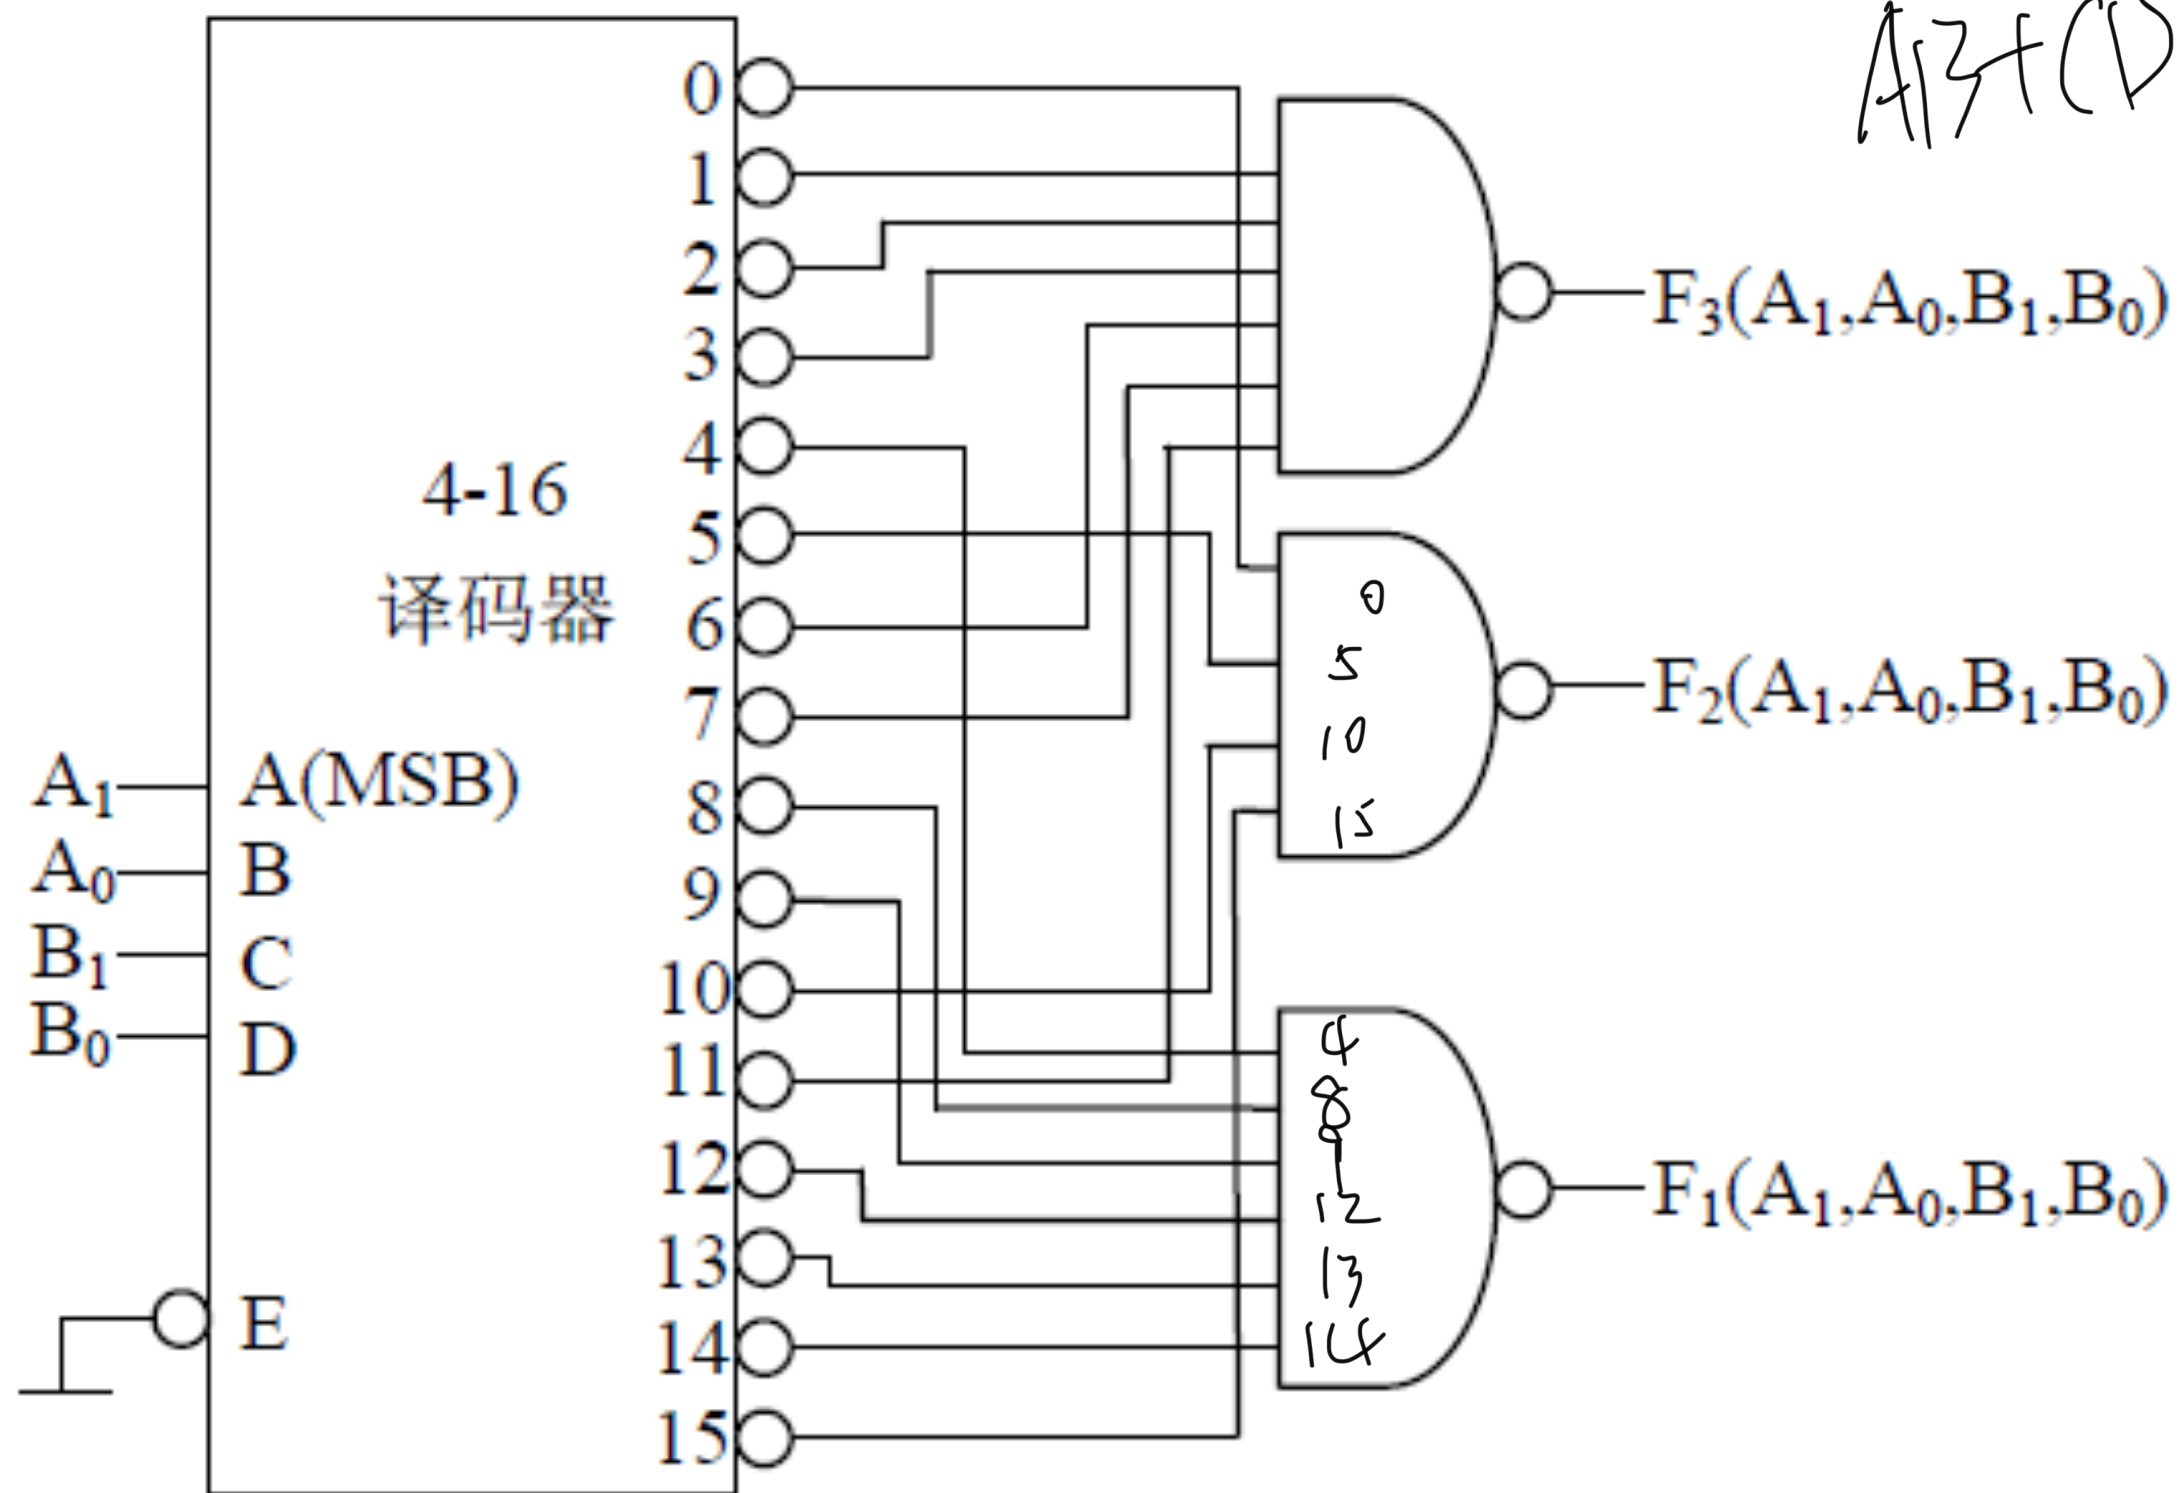 AB+CD
0
1
2
3
4
5
6
7
8
9
10
11
12
13
14
15
4-16
译码器
A₁
A₀
B₁
B₀
A(MSB)
B
C
D
E
F₃(A₁,A₀,B₁,B₀)
0
5
10
15
F₂(A₁,A₀,B₁,B₀)
4
8
9
12
13
14
F₁(A₁,A₀,B₁,B₀)